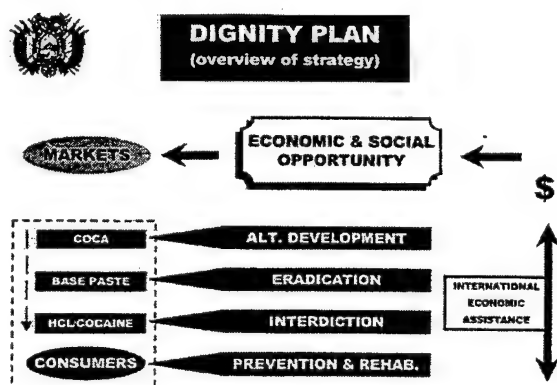 DIGNITY PLAN
(overview of strategy)
MARKETS
ECONOMIC & SOCIAL
OPPORTUNITY
$
COCA
ALT. DEVELOPMENT
BASE PASTE
ERADICATION
INTERNATIONAL
ECONOMIC
ASSISTANCE
HCL/COCAINE
INTERDICTION
CONSUMERS
PREVENTION & REHAB.